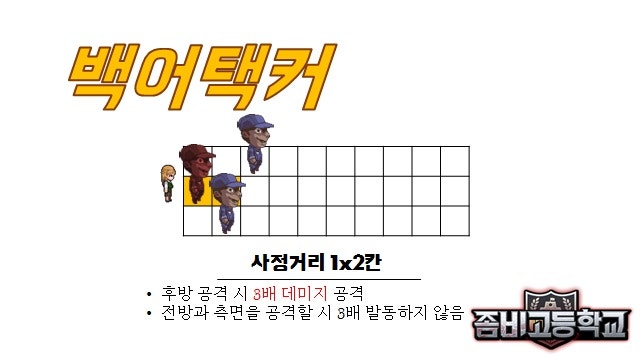 백어택커
사정거리 1x2칸
• 후방 공격 시 3배 데미지 공격
• 전방과 측면을 공격할 시 3배 발동하지 않음
좀비고등학교